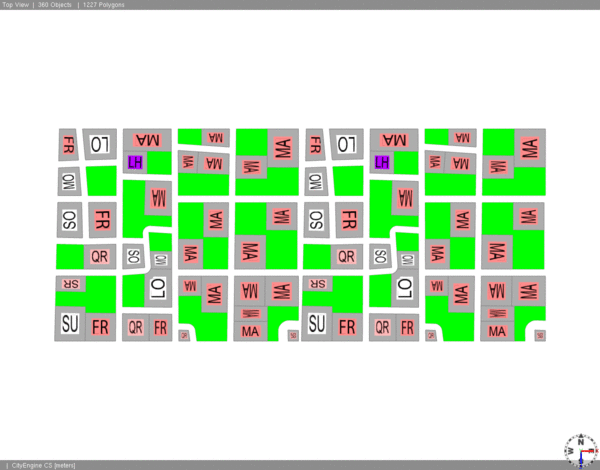 Top View | 360 Objects | 1227 Polygons
FR LO MA MA MA FR LO MA MA MA
LH MA MA MA LH MA MA MA
OM MA OM MA
SO FR MA MA SO FR MA MA
QR SO OM MA MA QR SO OM MA MA
SR LO MA MA MA MA SR LO MA MA MA MA
MA MA
SU FR QR FR MA SU FR QR FR MA
N
W
CityEngine CS [meters]